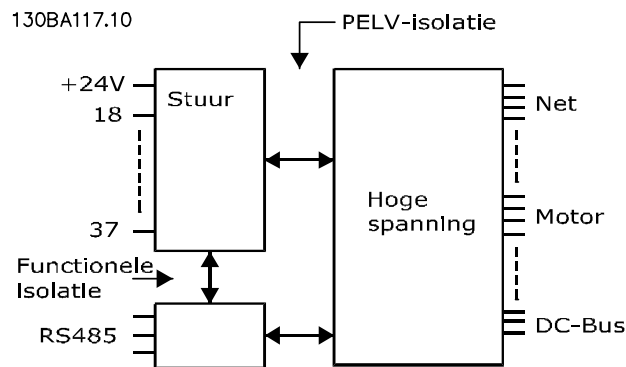 130BA117.10
PELV-isolatie
+24V
Stuur
18
Net
37
Hoge
spanning
Motor
Functionele
Isolatie
RS485
DC-Bus